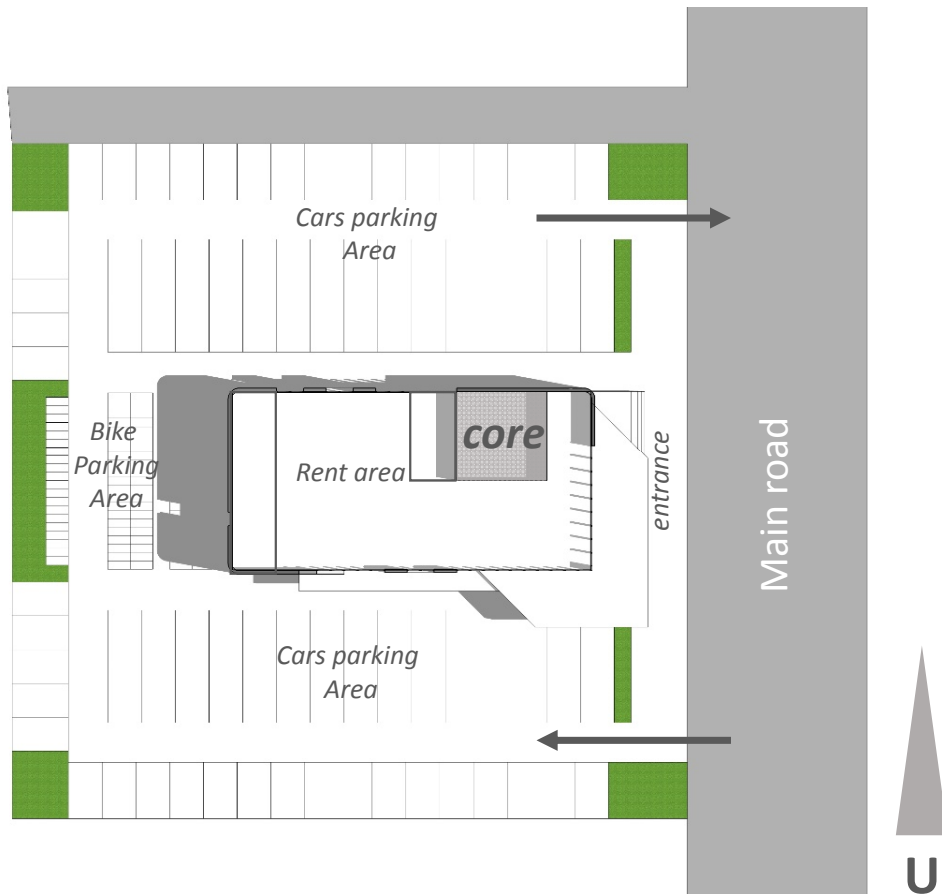 Cars parking
Area
core
Bike
Parking
Area
Rent area
entrance
Main road
Cars parking
Area
U